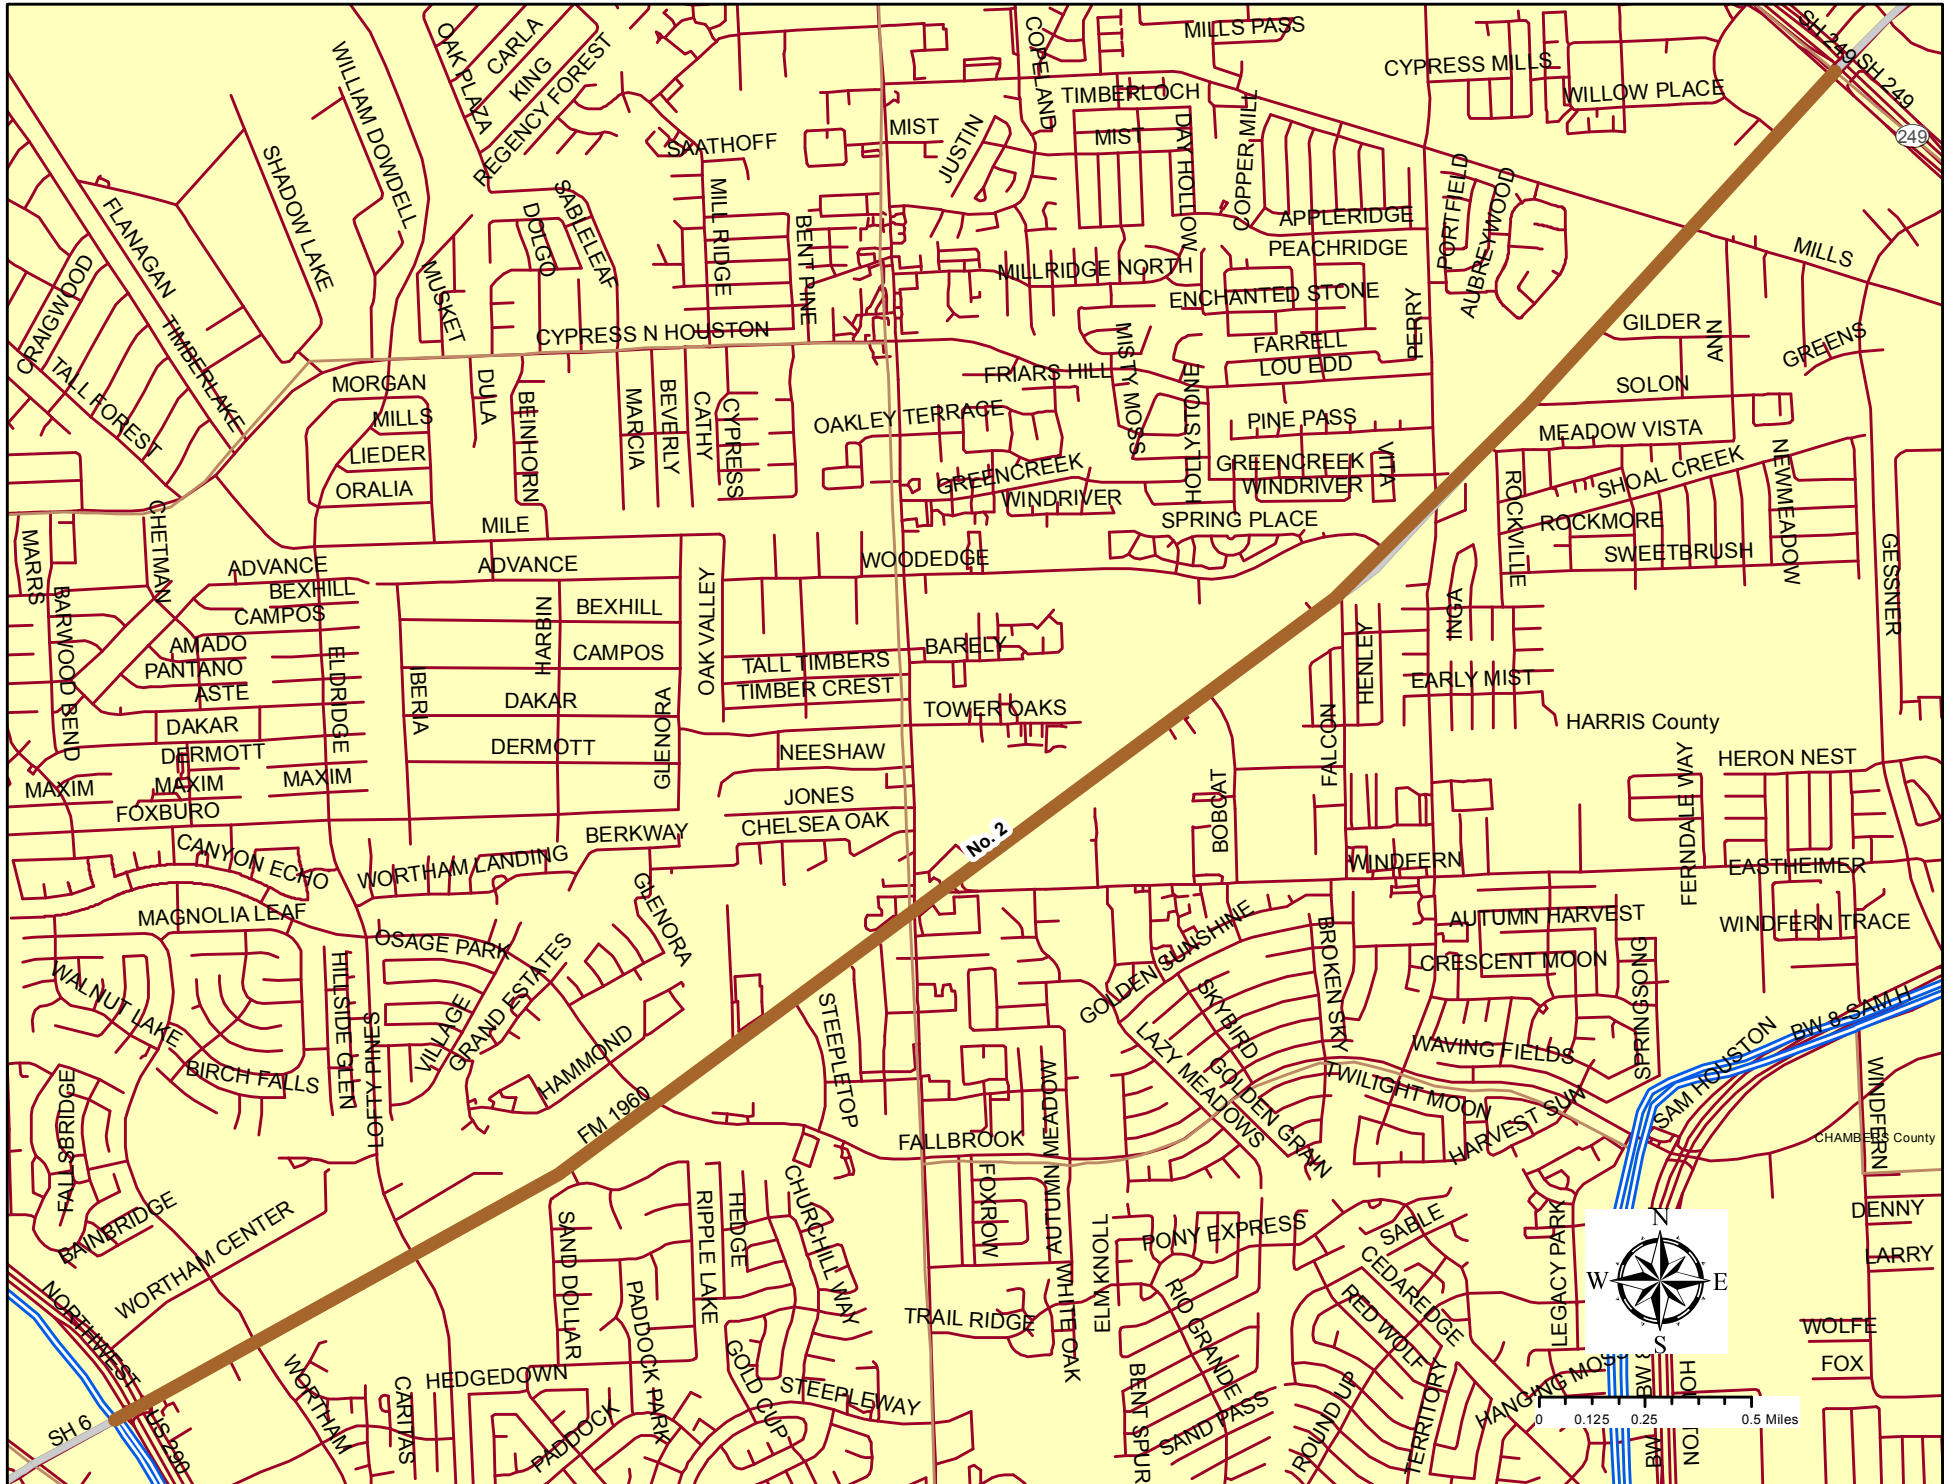 MILLS PASS
SH 249
SH 249
249
COPELAND
CARLA
OAK PLAZA
KING
REGENCY FOREST
WILLIAM DOWDELL
CYPRESS MILLS
WILLOW PLACE
TIMBERLOCH
MIST
MIST
JUSTIN
DAY HOLLOW
COPPER MILL
SAATHOFF
SHADOW LAKE
SABLELEAF
DOLGO
MILL RIDGE
BENT PINE
FLANAGAN
PORTFIELD
AUBREYWOOD
APPLERIDGE
PEACHRIDGE
MILLS
MUSKET
MILLRIDGE NORTH
ENCHANTED STONE
CRAIGWOOD
TIMBERLAKE
CYPRESS N HOUSTON
PERRY
GILDER
ANN
GREENS
FARRELL
LOU EDD
MISTY MOSS
FRIARS HILL
TALL FOREST
MORGAN
MILLS
DULA
BEINHORN
MARCIA
BEVERLY
CATHY
CYPRESS
OAKLEY TERRACE
HOLLYSTONE
SOLON
PINE PASS
MEADOW VISTA
LIEDER
ORALIA
GREENCREEK
WINDRIVER
GREENCREEK
WINDRIVER
VITA
SHOAL CREEK
NEWMEADOW
ROCKVILLE
ROCKMORE
SWEETBRUSH
MILE
SPRING PLACE
CHETMAN
MARRS
ADVANCE
ADVANCE
WOODEDGE
GESSNER
BEXHILL
BEXHILL
CAMPOS
CAMPOS
HARBIN
OAK VALLEY
BARWOOD BEND
AMADO
PANTANO
ASTE
ELDRIDGE
IBERIA
BARELY
INGA
HENLEY
TALL TIMBERS
TIMBER CREST
EARLY MIST
DAKAR
DAKAR
TOWER OAKS
HARRIS County
DERMOTT
DERMOTT
GLENORA
NEESHAW
FALCON
HERON NEST
MAXIM
MAXIM
MAXIM
JONES
BOBCAT
FERNDALE WAY
FOXBURO
CHELSEA OAK
BERKWAY
No. 2
CANYON ECHO
WORTHAM LANDING
WINDFERN
EASTHEIMER
GLENORA
MAGNOLIA LEAF
OSAGE PARK
GOLDEN SUNSHINE
BROKEN SKY
AUTUMN HARVEST
WINDFERN TRACE
CRESCENT MOON
WALNUT LAKE
HILLSIDE GLEN
LOFTY PINES
VILLAGE
GRAND ESTATES
STEEPLETOP
SKYBIRD
SPRINGSONG
BW 8-SAM H
SAM HOUSTON
LAZY MEADOWS
WAVING FIELDS
HAMMOND
BIRCH FALLS
GOLDEN GRAIN
TWILIGHT MOON
HARVEST SUN
WINDFERN
FM 1960
FALLSBRIDGE
AUTUMN MEADOW
FALLBROOK
CHAMBERS County
FOXROW
RIPPLE LAKE
HEDGE
CHURCHILL WAY
BAINBRIDGE
WORTHAM CENTER
SAND DOLLAR
ELMKNOLL
PONY EXPRESS
SABLE
LEGACY PARK
DENNY
N
LARRY
CEDAREDGE
W
E
WHITE OAK
RIO GRANDE
RED WOLF
PADDOCK PARK
NORTHWEST
TRAIL RIDGE
WOLFE
S
GOLD CUP
WORTHAM
HEDGEDOWN
STEEPLEWAY
BENT SPUR
SAND PASS
ROUND UP
TERRITORY
HANGING MOSS
FOX
CARITAS
PADDOCK
SH 6
US 290
BW 8
BW
0 0.125 0.25 0.5 Miles